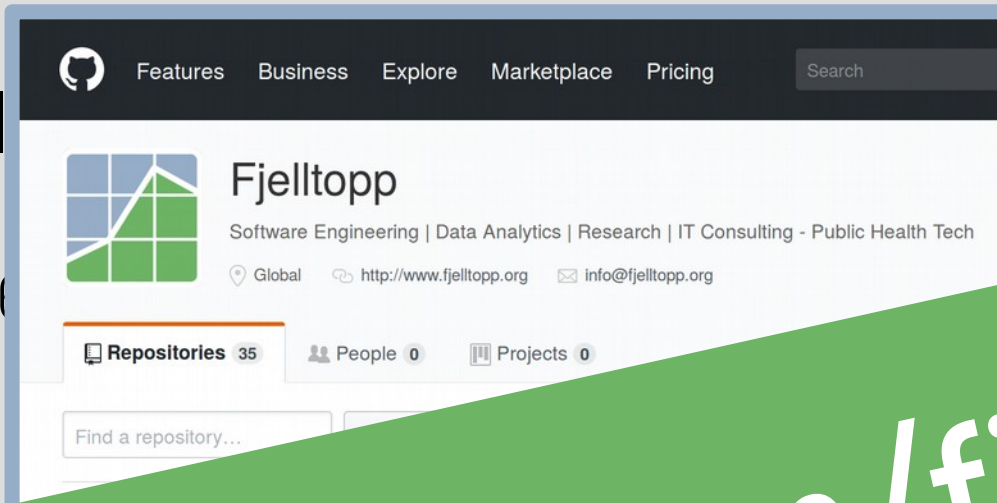 Features Business Explore Marketplace Pricing Search
Fjelltopp
Software Engineering | Data Analytics | Research | IT Consulting - Public Health Tech
Global http://www.fjelltopp.org info@fjelltopp.org
Repositories 35 People 0 Projects 0
Find a repository…